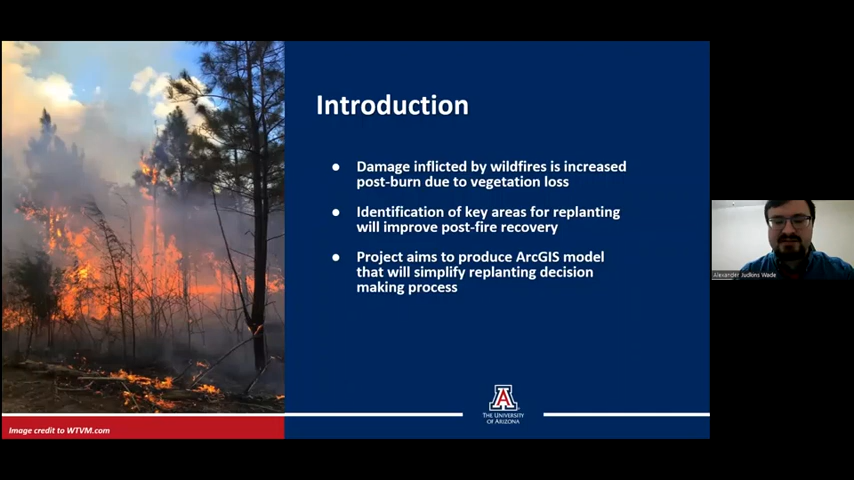 Introduction
● Damage inflicted by wildfires is increased
post-burn due to vegetation loss
● Identification of key areas for replanting
will improve post-fire recovery
● Project aims to produce ArcGIS model
that will simplify replanting decision
making process
Alexander Judkins Wade
A
THE UNIVERSITY
OF ARIZONA
Image credit to WTVM.com